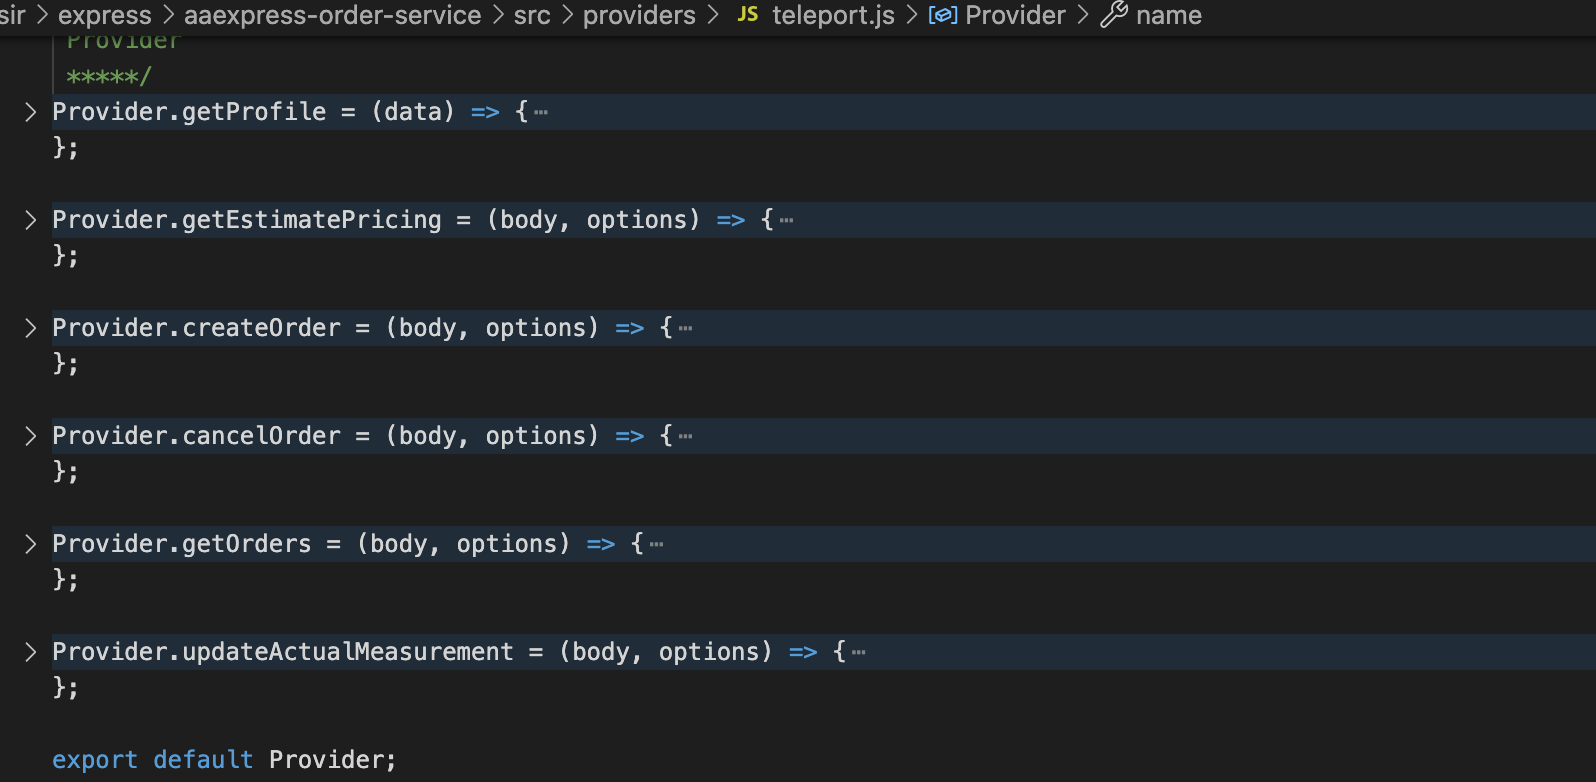 sir > express > aaexpress-order-service > src > providers > JS teleport.js > Provider > name
Provider
*****/
Provider.getProfile = (data) => {⋯
};
Provider.getEstimatePricing = (body, options) => {⋯
};
Provider.createOrder = (body, options) => {⋯
};
Provider.cancelOrder = (body, options) => {⋯
};
Provider.getOrders = (body, options) => {⋯
};
Provider.updateActualMeasurement = (body, options) => {⋯
};
export default Provider;